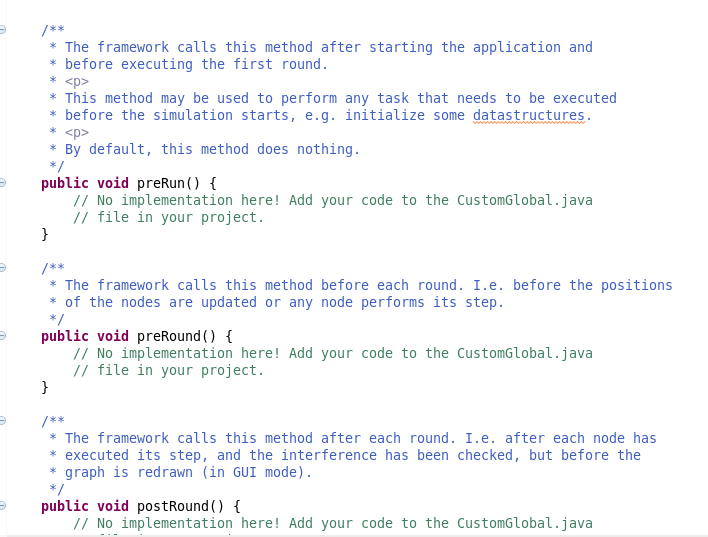 /**
 * The framework calls this method after starting the application and
 * before executing the first round.
 * <p>
 * This method may be used to perform any task that needs to be executed
 * before the simulation starts, e.g. initialize some datastructures.
 * <p>
 * By default, this method does nothing.
 */
public void preRun() {
    // No implementation here! Add your code to the CustomGlobal.java
    // file in your project.
}
/**
 * The framework calls this method before each round. I.e. before the positions
 * of the nodes are updated or any node performs its step.
 */
public void preRound() {
    // No implementation here! Add your code to the CustomGlobal.java
    // file in your project.
}
/**
 * The framework calls this method after each round. I.e. after each node has
 * executed its step, and the interference has been checked, but before the
 * graph is redrawn (in GUI mode).
 */
public void postRound() {
    // No implementation here! Add your code to the CustomGlobal.java